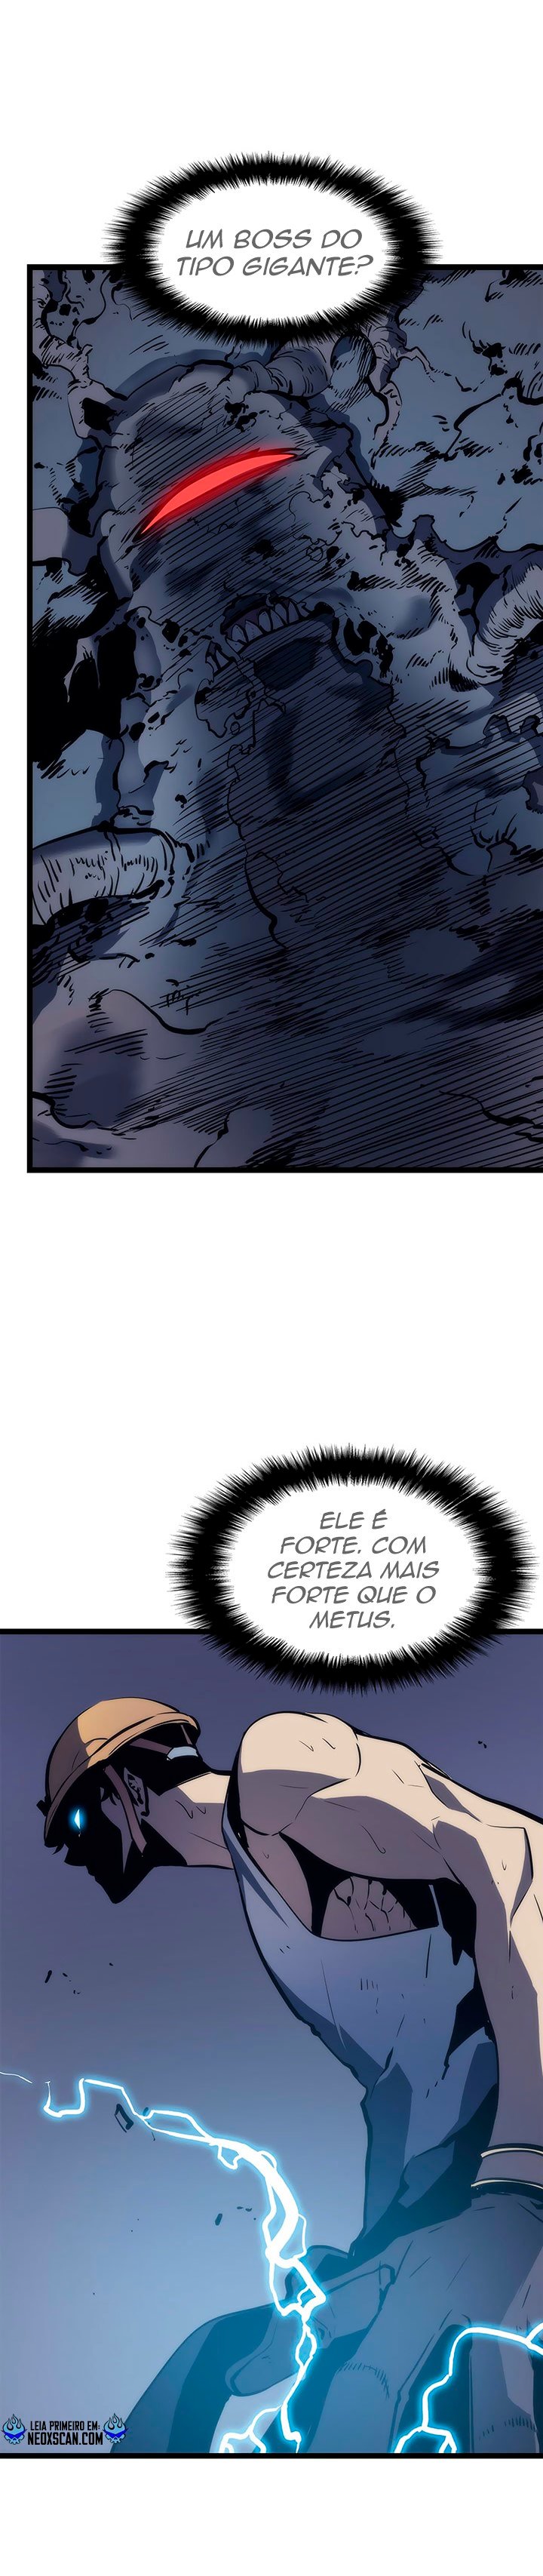 UM BOSS DO
TIPO GIGANTE?
ELE É
FORTE. COM
CERTEZA MAIS
FORTE QUE O
METUS.
LEIA PRIMEIRO EM:
NEOXSCAN.COM